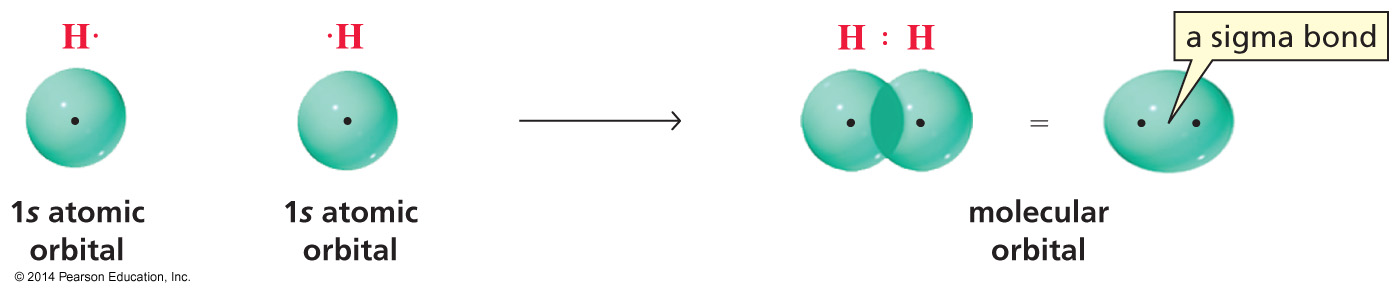 H· ·H H : H
a sigma bond
=
1s atomic
orbital
1s atomic
orbital
molecular
orbital
© 2014 Pearson Education, Inc.